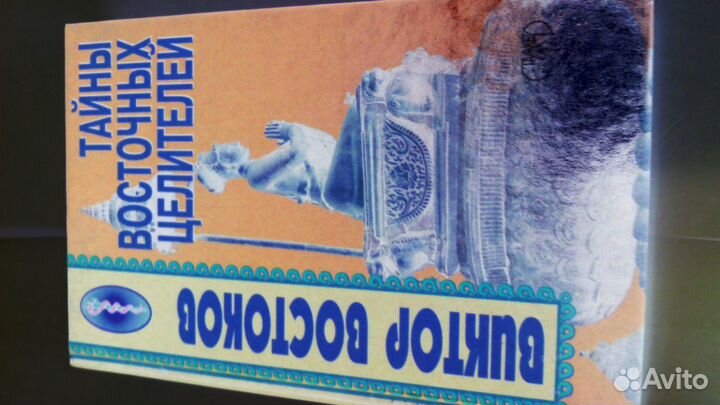 ТАЙНЫ
ВОСТОЧНЫХ
ЦЕЛИТЕЛЕЙ
ВИКТОР ВОСТОКОВ
Avito